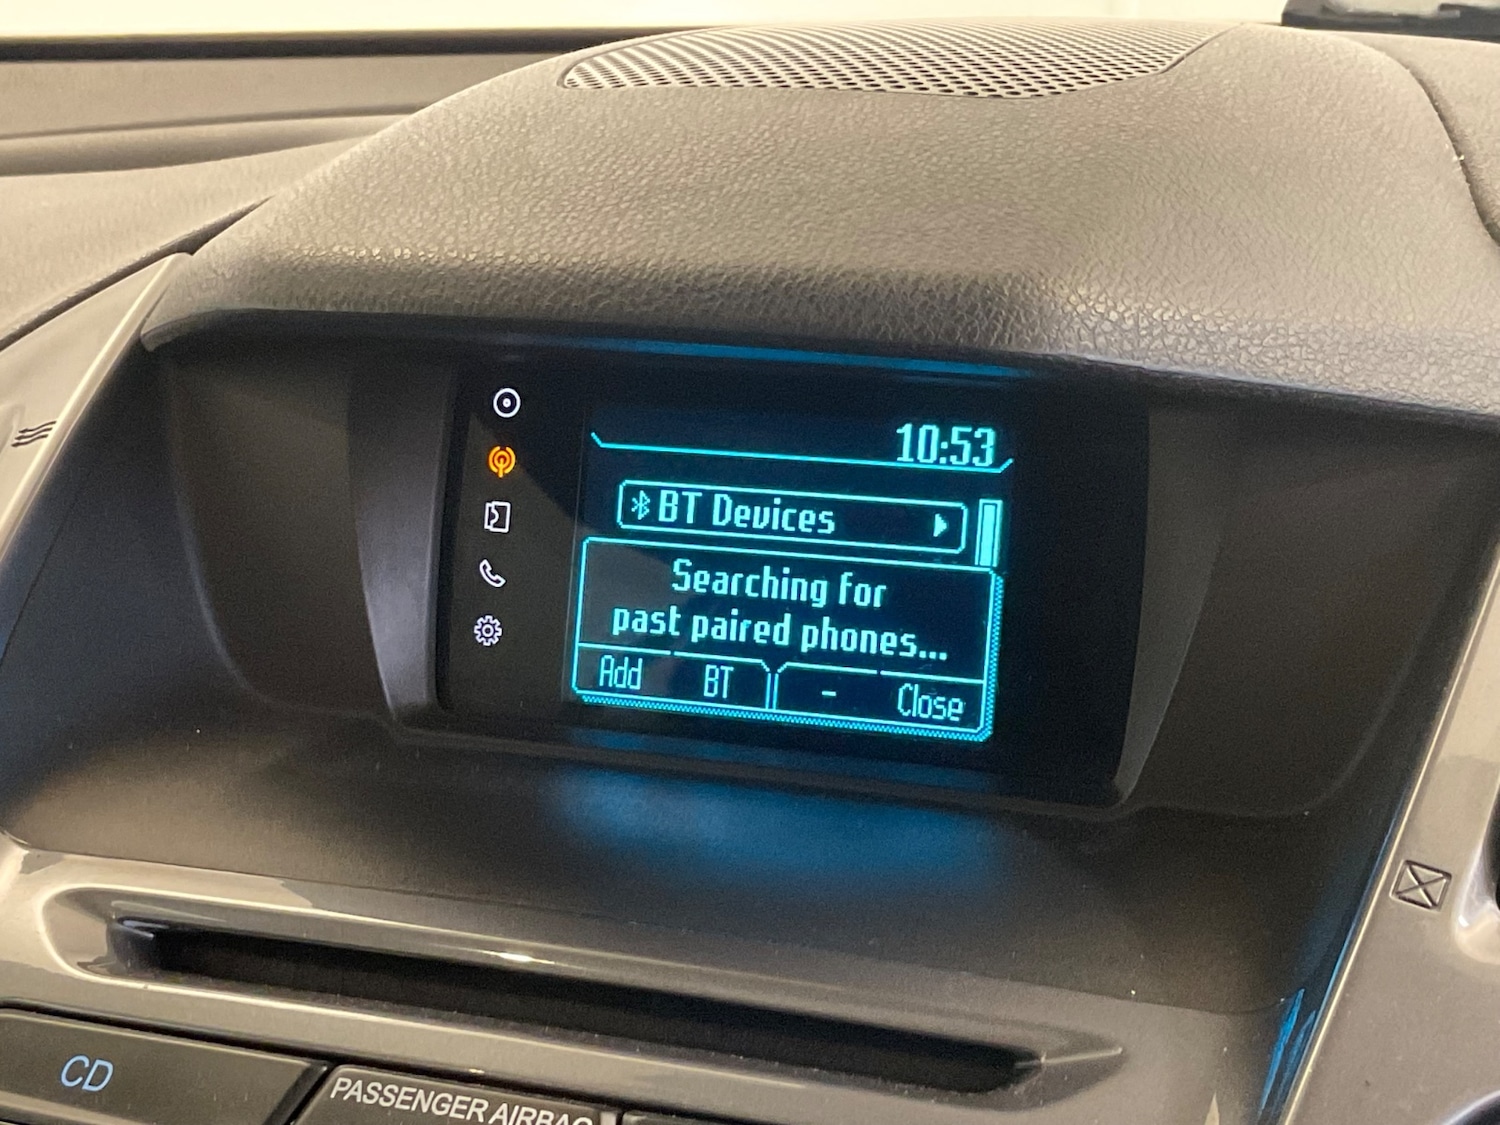 10:53
BT Devices
Searching for
past paired phones...
Add BT - Close
CD
PASSENGER AIRBAG